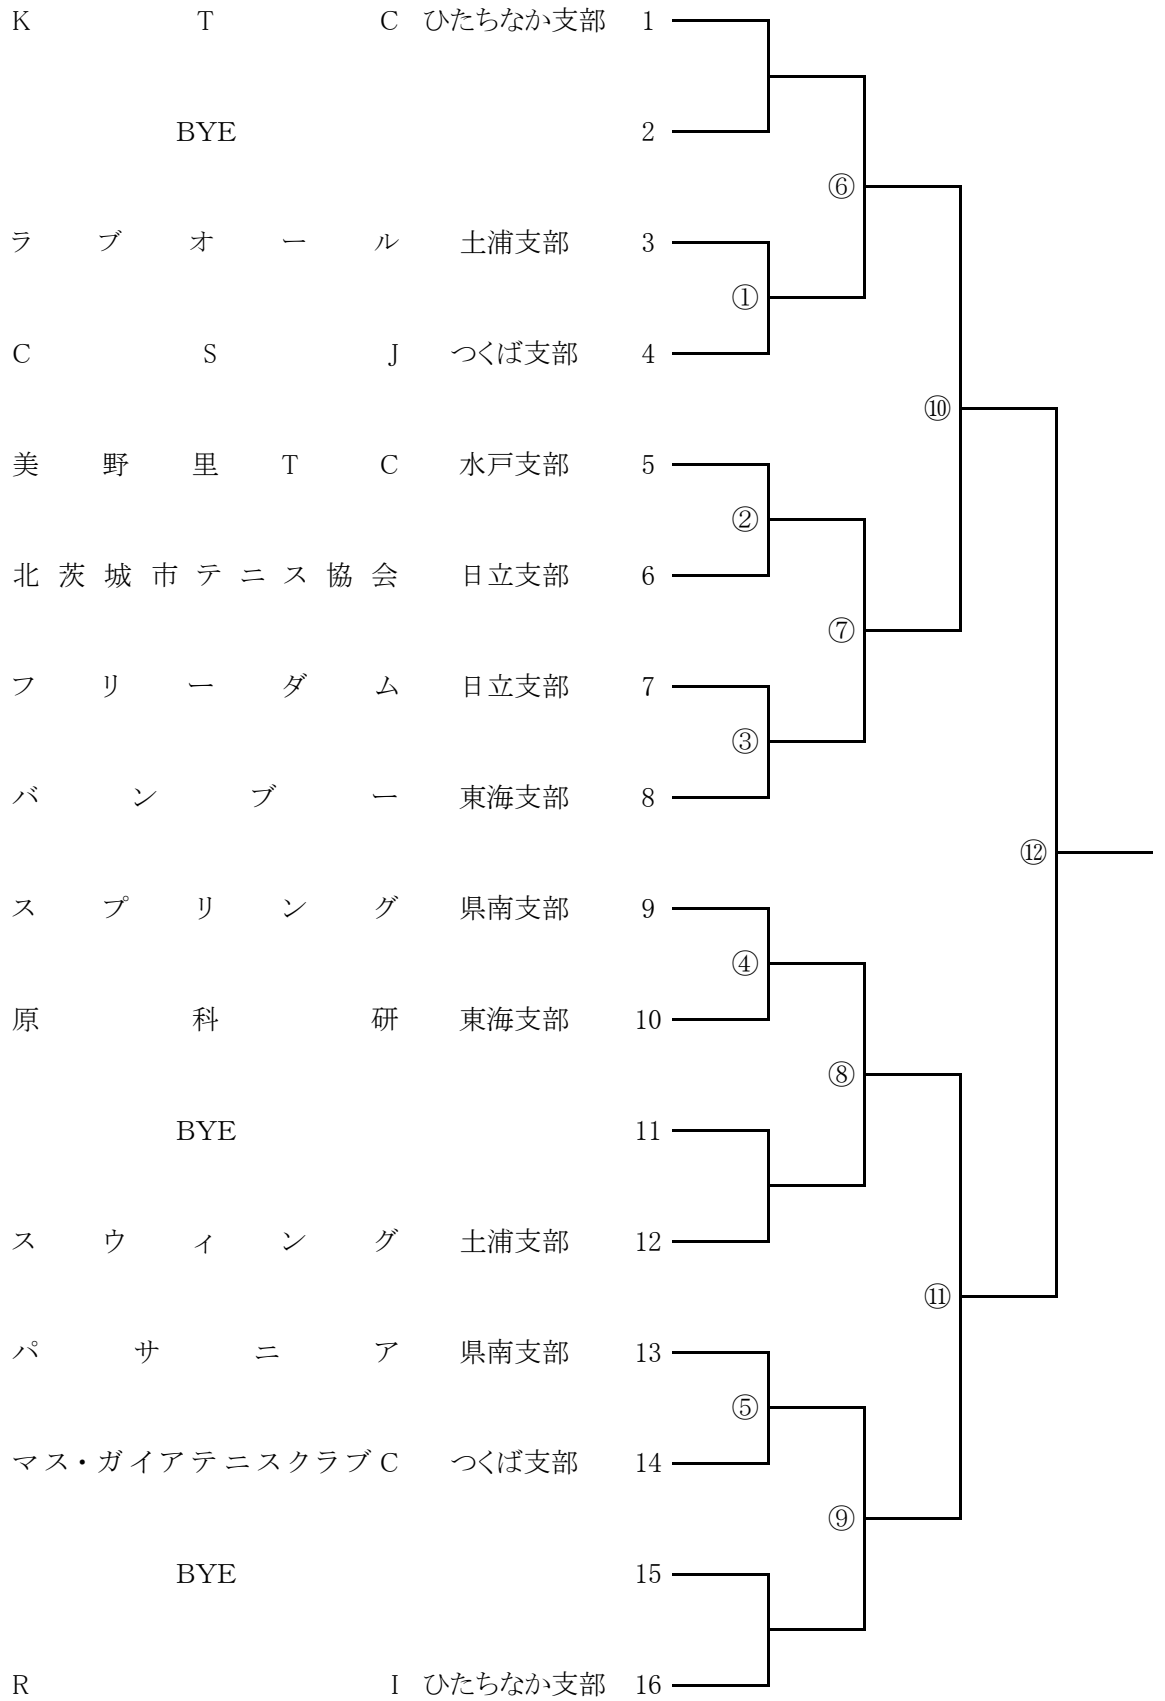 KTC ひたちなか支部 1
BYE 2
⑥
ラブオール 土浦支部 3
①
CSJ つくば支部 4
⑩
美野里TC 水戸支部 5
②
北茨城市テニス協会 日立支部 6
⑦
フリーダム 日立支部 7
③
バンブー 東海支部 8
⑫
スプリング 県南支部 9
④
原科研 東海支部 10
⑧
BYE 11
スウィング 土浦支部 12
⑪
パサニア 県南支部 13
⑤
マス・ガイアテニスクラブC つくば支部 14
⑨
BYE 15
RI ひたちなか支部 16